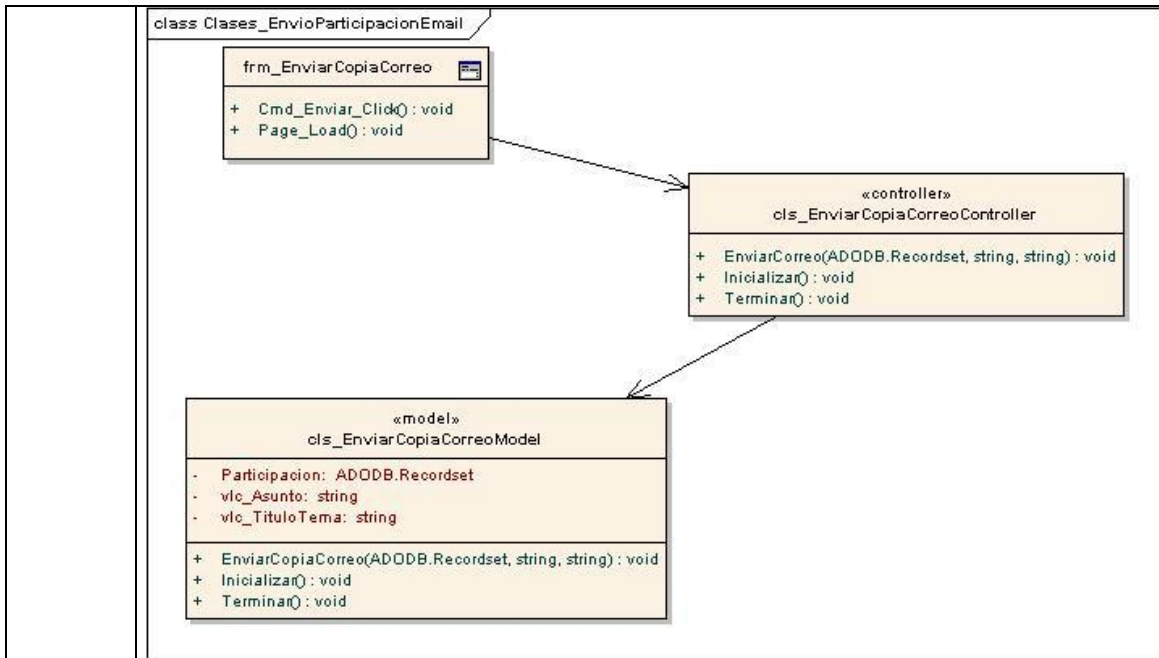 class Clases_EnvioParticipacionEmail
frm_EnviarCopiaCorreo
+ Cmd_Enviar_Click() : void
+ Page_Load() : void
«controller»
cls_EnviarCopiaCorreoController
+ EnviarCorreo(ADODB.Recordset, string, string) : void
+ Inicializar() : void
+ Terminar() : void
«model»
cls_EnviarCopiaCorreoModel
- Participacion: ADODB.Recordset
- vlc_Asunto: string
- vlc_TituloTema: string
+ EnviarCopiaCorreo(ADODB.Recordset, string, string) : void
+ Inicializar() : void
+ Terminar() : void